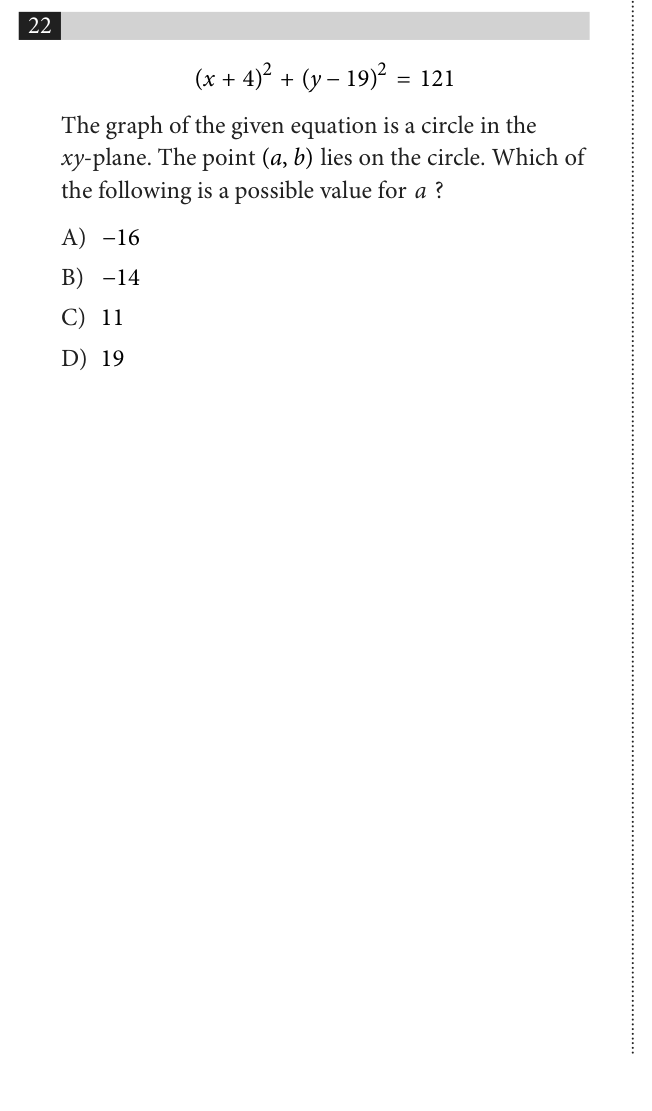 22
(x + 4)² + (y − 19)² = 121
The graph of the given equation is a circle in the
xy-plane. The point (a, b) lies on the circle. Which of
the following is a possible value for a ?
A) −16
B) −14
C) 11
D) 19